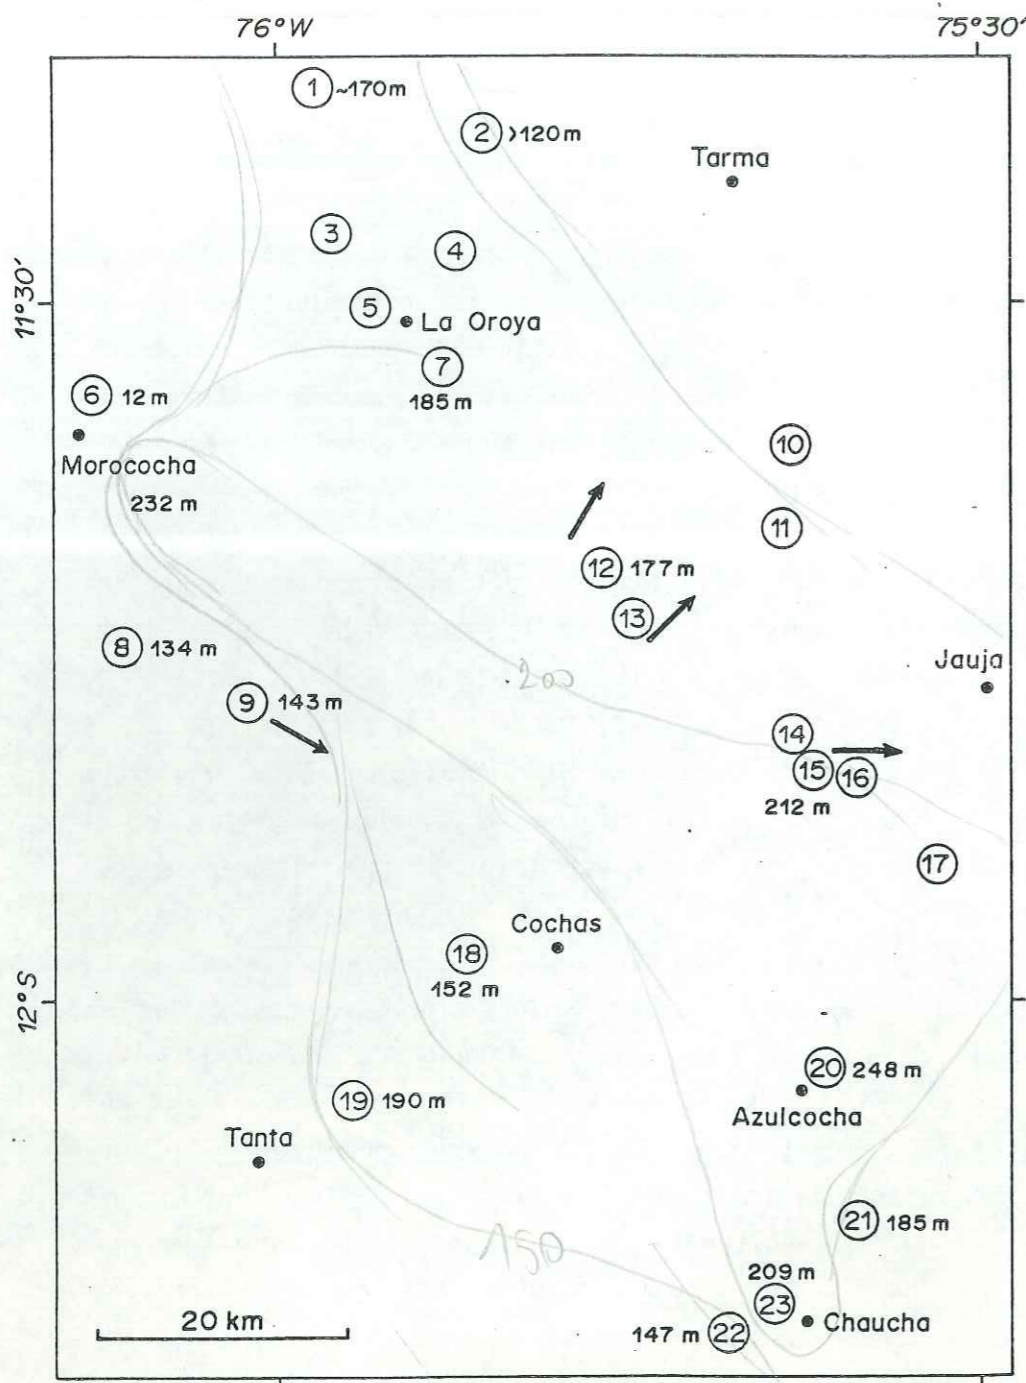 76°W 75°30'
1 ~170m
2 >120m
Tarma
3
4
11°30'
5
La Oroya
7
185 m
6 12 m
Morococha
232 m
10
11
12 177 m
13
8 134 m
200
Jauja
9 143 m
14
15 16
212 m
17
Cochas
18
152 m
12°S
20 248 m
Azulcocha
19 190 m
Tanta
21 185 m
150
209 m
23
Chaucha
20 km
147 m 22